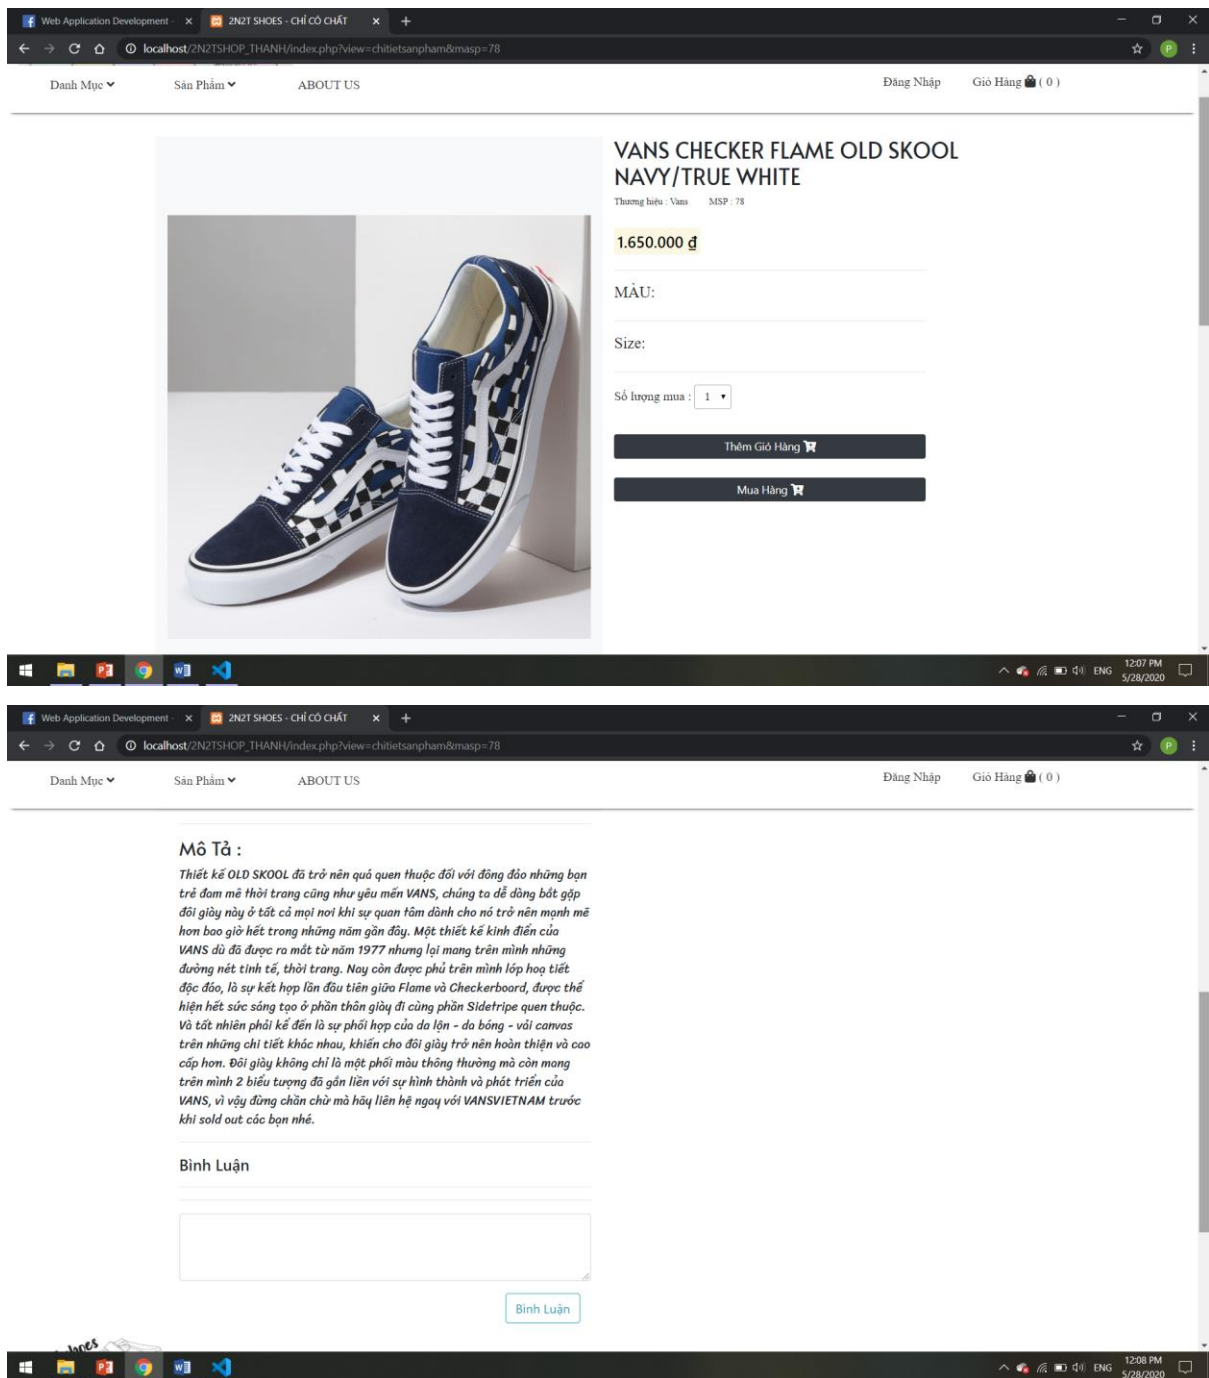 Web Application Development -
2N2T SHOES - CHỈ CÓ CHẤT
localhost/2N2TSHOP_THANH/index.php?view=chitietsanpham&masp=78
Danh Mục
Sản Phẩm
ABOUT US
Đăng Nhập
Giỏ Hàng ( 0 )
VANS CHECKER FLAME OLD SKOOL
NAVY/TRUE WHITE
Thương hiệu : Vans
MSP : 78
1.650.000 ₫
MÀU:
Size:
Số lượng mua : 1
Thêm Giỏ Hàng
Mua Hàng
ENG
12:07 PM
5/28/2020
Web Application Development -
2N2T SHOES - CHỈ CÓ CHẤT
localhost/2N2TSHOP_THANH/index.php?view=chitietsanpham&masp=78
Danh Mục
Sản Phẩm
ABOUT US
Đăng Nhập
Giỏ Hàng ( 0 )
Mô Tả :
Thiết kế OLD SKOOL đã trở nên quá quen thuộc đối với đông đảo những bạn
trẻ đam mê thời trang cũng như yêu mến VANS, chúng ta dễ dàng bắt gặp
đôi giày này ở tất cả mọi nơi khi sự quan tâm dành cho nó trở nên mạnh mẽ
hơn bao giờ hết trong những năm gần đây. Một thiết kế kinh điển của
VANS dù đã được ra mắt từ năm 1977 nhưng lại mang trên mình những
đường nét tinh tế, thời trang. Nay còn được phủ trên mình lớp hoạ tiết
độc đáo, là sự kết hợp lần đầu tiên giữa Flame và Checkerboard, được thể
hiện hết sức sáng tạo ở phần thân giày đi cùng phần Sidetripe quen thuộc.
Và tất nhiên phải kể đến là sự phối hợp của da lộn - da bóng - vải canvas
trên những chi tiết khác nhau, khiến cho đôi giày trở nên hoàn thiện và cao
cấp hơn. Đôi giày không chỉ là một phối màu thông thường mà còn mang
trên mình 2 biểu tượng đã gắn liền với sự hình thành và phát triển của
VANS, vì vậy đừng chần chừ mà hãy liên hệ ngay với VANSVIETNAM trước
khi sold out các bạn nhé.
Bình Luận
Bình Luận
ENG
12:08 PM
5/28/2020